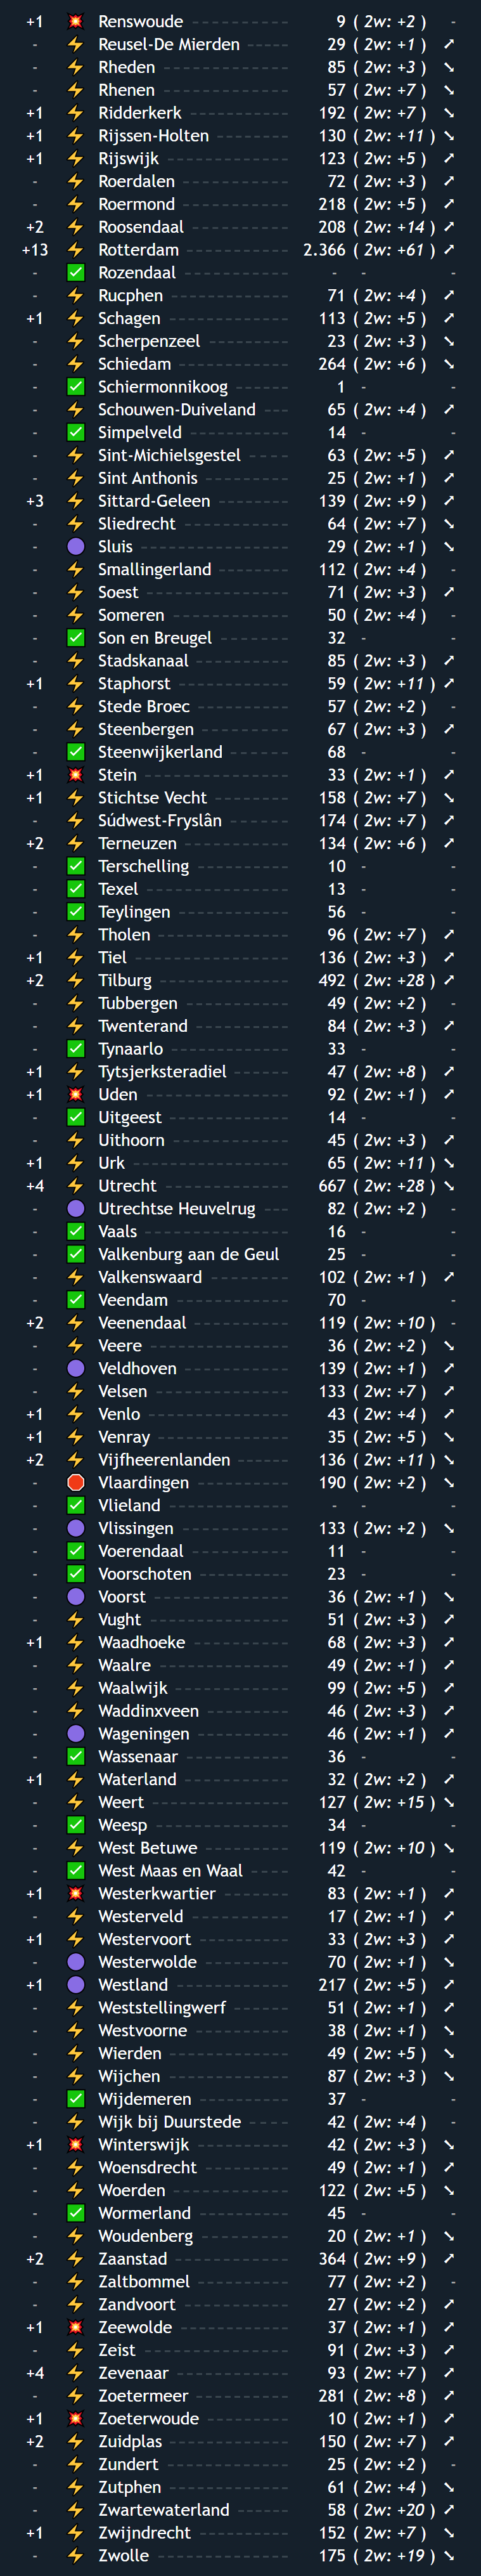 +1 💥 Renswoude 9 ( 2w: +2 ) -
- ⚡ Reusel-De Mierden 29 ( 2w: +1 ) ➚
- ⚡ Rheden 85 ( 2w: +3 ) ➘
- ⚡ Rhenen 57 ( 2w: +7 ) ➘
+1 ⚡ Ridderkerk 192 ( 2w: +7 ) ➘
+1 ⚡ Rijssen-Holten 130 ( 2w: +11 ) ➘
+1 ⚡ Rijswijk 123 ( 2w: +5 ) ➚
- ⚡ Roerdalen 72 ( 2w: +3 ) ➚
- ⚡ Roermond 218 ( 2w: +5 ) ➚
+2 ⚡ Roosendaal 208 ( 2w: +14 ) ➚
+13 ⚡ Rotterdam 2.366 ( 2w: +61 ) ➚
- ✅ Rozendaal - - -
- ⚡ Rucphen 71 ( 2w: +4 ) ➚
+1 ⚡ Schagen 113 ( 2w: +5 ) ➚
- ⚡ Scherpenzeel 23 ( 2w: +3 ) ➘
- ⚡ Schiedam 264 ( 2w: +6 ) ➘
- ✅ Schiermonnikoog 1 - -
- ⚡ Schouwen-Duiveland 65 ( 2w: +4 ) ➚
- ✅ Simpelveld 14 - -
- ⚡ Sint-Michielsgestel 63 ( 2w: +5 ) ➚
- ⚡ Sint Anthonis 25 ( 2w: +1 ) ➚
+3 ⚡ Sittard-Geleen 139 ( 2w: +9 ) ➚
- ⚡ Sliedrecht 64 ( 2w: +7 ) ➘
- 🟣 Sluis 29 ( 2w: +1 ) ➘
- ⚡ Smallingerland 112 ( 2w: +4 ) -
- ⚡ Soest 71 ( 2w: +3 ) ➚
- ⚡ Someren 50 ( 2w: +4 ) -
- ✅ Son en Breugel 32 - -
- ⚡ Stadskanaal 85 ( 2w: +3 ) ➚
+1 ⚡ Staphorst 59 ( 2w: +11 ) ➚
- ⚡ Stede Broec 57 ( 2w: +2 ) -
- ⚡ Steenbergen 67 ( 2w: +3 ) ➚
- ✅ Steenwijkerland 68 - -
+1 💥 Stein 33 ( 2w: +1 ) ➚
+1 ⚡ Stichtse Vecht 158 ( 2w: +7 ) ➘
- ⚡ Súdwest-Fryslân 174 ( 2w: +7 ) ➚
+2 ⚡ Terneuzen 134 ( 2w: +6 ) ➚
- ✅ Terschelling 10 - -
- ✅ Texel 13 - -
- ✅ Teylingen 56 - -
- ⚡ Tholen 96 ( 2w: +7 ) ➚
+1 ⚡ Tiel 136 ( 2w: +3 ) ➚
+2 ⚡ Tilburg 492 ( 2w: +28 ) ➚
- ⚡ Tubbergen 49 ( 2w: +2 ) -
- ⚡ Twenterand 84 ( 2w: +3 ) ➚
- ✅ Tynaarlo 33 - -
+1 ⚡ Tytsjerksteradiel 47 ( 2w: +8 ) ➚
+1 💥 Uden 92 ( 2w: +1 ) ➚
- ✅ Uitgeest 14 - -
- ⚡ Uithoorn 45 ( 2w: +3 ) ➚
+1 ⚡ Urk 65 ( 2w: +11 ) ➘
+4 ⚡ Utrecht 667 ( 2w: +28 ) ➘
- 🟣 Utrechtse Heuvelrug 82 ( 2w: +2 ) -
- ✅ Vaals 16 - -
- ✅ Valkenburg aan de Geul 25 - -
- ⚡ Valkenswaard 102 ( 2w: +1 ) ➚
- ✅ Veendam 70 - -
+2 ⚡ Veenendaal 119 ( 2w: +10 ) -
- ⚡ Veere 36 ( 2w: +2 ) ➘
- 🟣 Veldhoven 139 ( 2w: +1 ) ➚
- ⚡ Velsen 133 ( 2w: +7 ) ➚
+1 ⚡ Venlo 43 ( 2w: +4 ) ➚
+1 ⚡ Venray 35 ( 2w: +5 ) ➘
+2 ⚡ Vijfheerenlanden 136 ( 2w: +11 ) ➘
- 🛑 Vlaardingen 190 ( 2w: +2 ) ➘
- ✅ Vlieland - - -
- 🟣 Vlissingen 133 ( 2w: +2 ) ➘
- ✅ Voerendaal 11 - -
- ✅ Voorschoten 23 - -
- 🟣 Voorst 36 ( 2w: +1 ) ➘
- ⚡ Vught 51 ( 2w: +3 ) ➚
+1 ⚡ Waadhoeke 68 ( 2w: +3 ) ➚
- ⚡ Waalre 49 ( 2w: +1 ) ➚
- ⚡ Waalwijk 99 ( 2w: +5 ) ➚
- ⚡ Waddinxveen 46 ( 2w: +3 ) ➚
- 🟣 Wageningen 46 ( 2w: +1 ) ➚
- ✅ Wassenaar 36 - -
+1 ⚡ Waterland 32 ( 2w: +2 ) ➚
- ⚡ Weert 127 ( 2w: +15 ) ➘
- ✅ Weesp 34 - -
- ⚡ West Betuwe 119 ( 2w: +10 ) ➘
- ✅ West Maas en Waal 42 - -
+1 💥 Westerkwartier 83 ( 2w: +1 ) ➚
- ⚡ Westerveld 17 ( 2w: +1 ) ➚
+1 ⚡ Westervoort 33 ( 2w: +3 ) ➚
- 🟣 Westerwolde 70 ( 2w: +1 ) ➘
+1 🟣 Westland 217 ( 2w: +5 ) ➚
- ⚡ Weststellingwerf 51 ( 2w: +1 ) ➚
- ⚡ Westvoorne 38 ( 2w: +1 ) ➘
- ⚡ Wierden 49 ( 2w: +5 ) ➘
- ⚡ Wijchen 87 ( 2w: +3 ) ➘
- ✅ Wijdemeren 37 - -
- ⚡ Wijk bij Duurstede 42 ( 2w: +4 ) -
+1 💥 Winterswijk 42 ( 2w: +3 ) ➘
- ⚡ Woensdrecht 49 ( 2w: +1 ) ➚
- ⚡ Woerden 122 ( 2w: +5 ) ➘
- ✅ Wormerland 45 - -
- ⚡ Woudenberg 20 ( 2w: +1 ) ➘
+2 ⚡ Zaanstad 364 ( 2w: +9 ) ➚
- ⚡ Zaltbommel 77 ( 2w: +2 ) -
- ⚡ Zandvoort 27 ( 2w: +2 ) ➚
+1 💥 Zeewolde 37 ( 2w: +1 ) ➚
- ⚡ Zeist 91 ( 2w: +3 ) ➚
+4 ⚡ Zevenaar 93 ( 2w: +7 ) ➚
- ⚡ Zoetermeer 281 ( 2w: +8 ) ➚
+1 💥 Zoeterwoude 10 ( 2w: +1 ) ➚
+2 ⚡ Zuidplas 150 ( 2w: +7 ) ➚
- ⚡ Zundert 25 ( 2w: +2 ) -
- ⚡ Zutphen 61 ( 2w: +4 ) ➘
- ⚡ Zwartewaterland 58 ( 2w: +20 ) ➚
+1 ⚡ Zwijndrecht 152 ( 2w: +7 ) ➘
- ⚡ Zwolle 175 ( 2w: +19 ) ➘